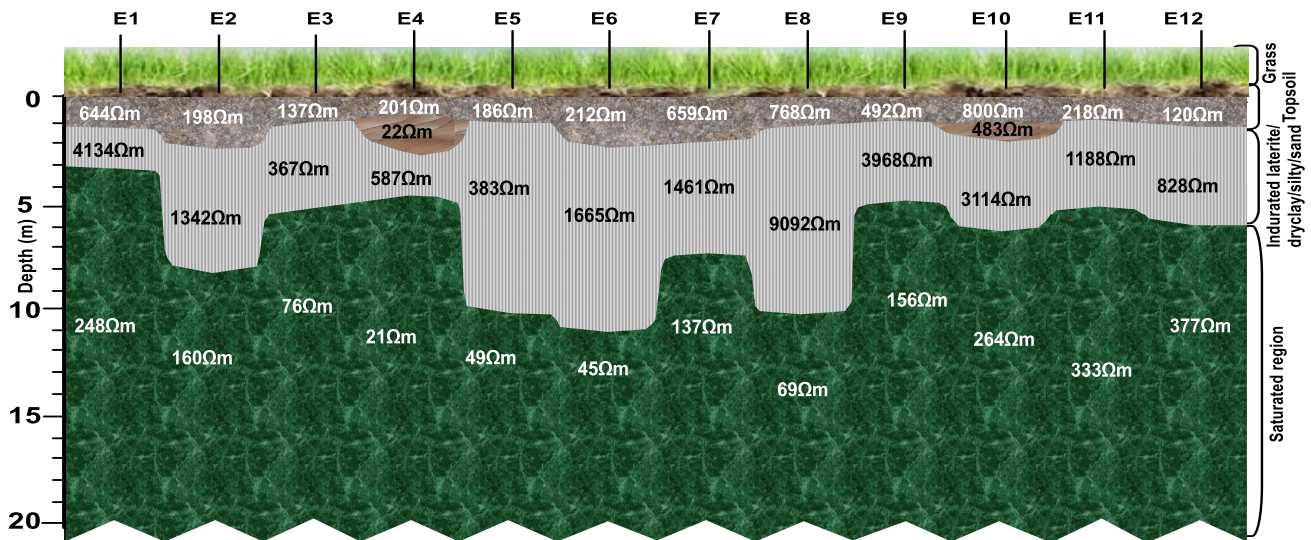 E1 E2 E3 E4 E5 E6 E7 E8 E9 E10 E11 E12
Grass
Topsoil
Indurated laterite/
dryclay/silty/sand
Saturated region
Depth (m)
0
5
10
15
20
644Ωm 198Ωm 137Ωm 201Ωm 186Ωm 212Ωm 659Ωm 768Ωm 492Ωm 800Ωm 218Ωm 120Ωm
22Ωm 483Ωm
4134Ωm 1342Ωm 367Ωm 587Ωm 383Ωm 1665Ωm 1461Ωm 9092Ωm 3968Ωm 3114Ωm 1188Ωm 828Ωm
248Ωm 160Ωm 76Ωm 21Ωm 49Ωm 45Ωm 137Ωm 69Ωm 156Ωm 264Ωm 333Ωm 377Ωm